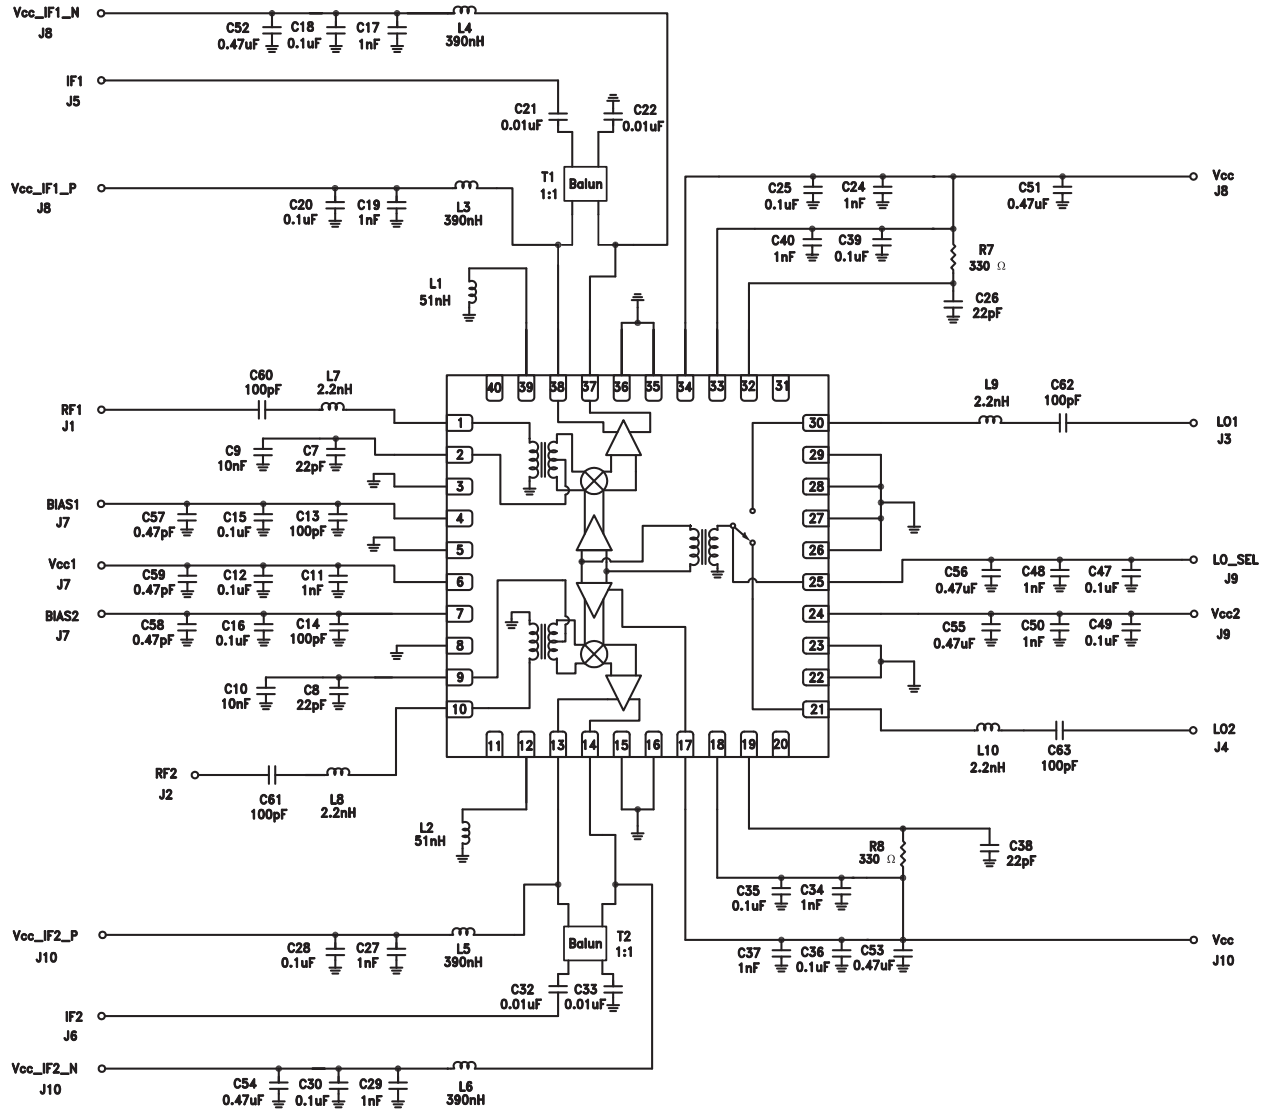 Vcc_IF1_N
J8
C52
0.47uF
C18
0.1uF
C17
1nF
L4
390nH
IF1
J5
C21
0.01uF
C22
0.01uF
T1
1:1
Balun
Vcc_IF1_P
J8
C20
0.1uF
C19
1nF
L3
390nH
C25
0.1uF
C24
1nF
C51
0.47uF
Vcc
J8
C40
1nF
C39
0.1uF
R7
330 Ω
C26
22pF
L1
51nH
40
39
38
37
36
35
34
33
32
31
C60
100pF
L7
2.2nH
RF1
J1
C9
10nF
C7
22pF
BIAS1
J7
C57
0.47pF
C15
0.1uF
C13
100pF
Vcc1
J7
C59
0.47pF
C12
0.1uF
C11
1nF
BIAS2
J7
C58
0.47pF
C16
0.1uF
C14
100pF
C10
10nF
C8
22pF
RF2
J2
C61
100pF
L8
2.2nH
1
2
3
4
5
6
7
8
9
10
30
29
28
27
26
25
24
23
22
21
L9
2.2nH
C62
100pF
LO1
J3
LO_SEL
J9
C56
0.47uF
C48
1nF
C47
0.1uF
Vcc2
J9
C55
0.47uF
C50
1nF
C49
0.1uF
LO2
J4
L10
2.2nH
C63
100pF
11
12
13
14
15
16
17
18
19
20
L2
51nH
R8
330 Ω
C38
22pF
C35
0.1uF
C34
1nF
C37
1nF
C36
0.1uF
C53
0.47uF
Vcc
J10
Vcc_IF2_P
J10
C28
0.1uF
C27
1nF
L5
390nH
Balun
T2
1:1
C32
0.01uF
C33
0.01uF
IF2
J6
Vcc_IF2_N
J10
C54
0.47uF
C30
0.1uF
C29
1nF
L6
390nH